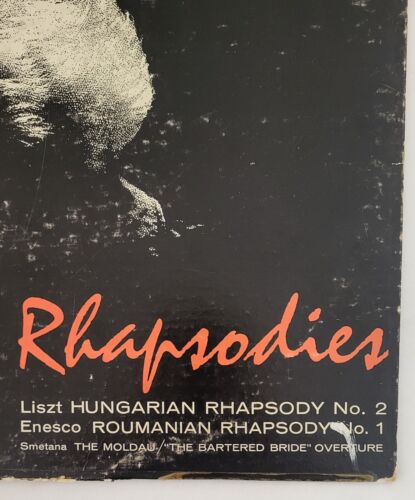 Rhapsodies
Liszt HUNGARIAN RHAPSODY No. 2
Enesco ROUMANIAN RHAPSODY No. 1
Smetana THE MOLDAU/"THE BARTERED BRIDE" OVERTURE